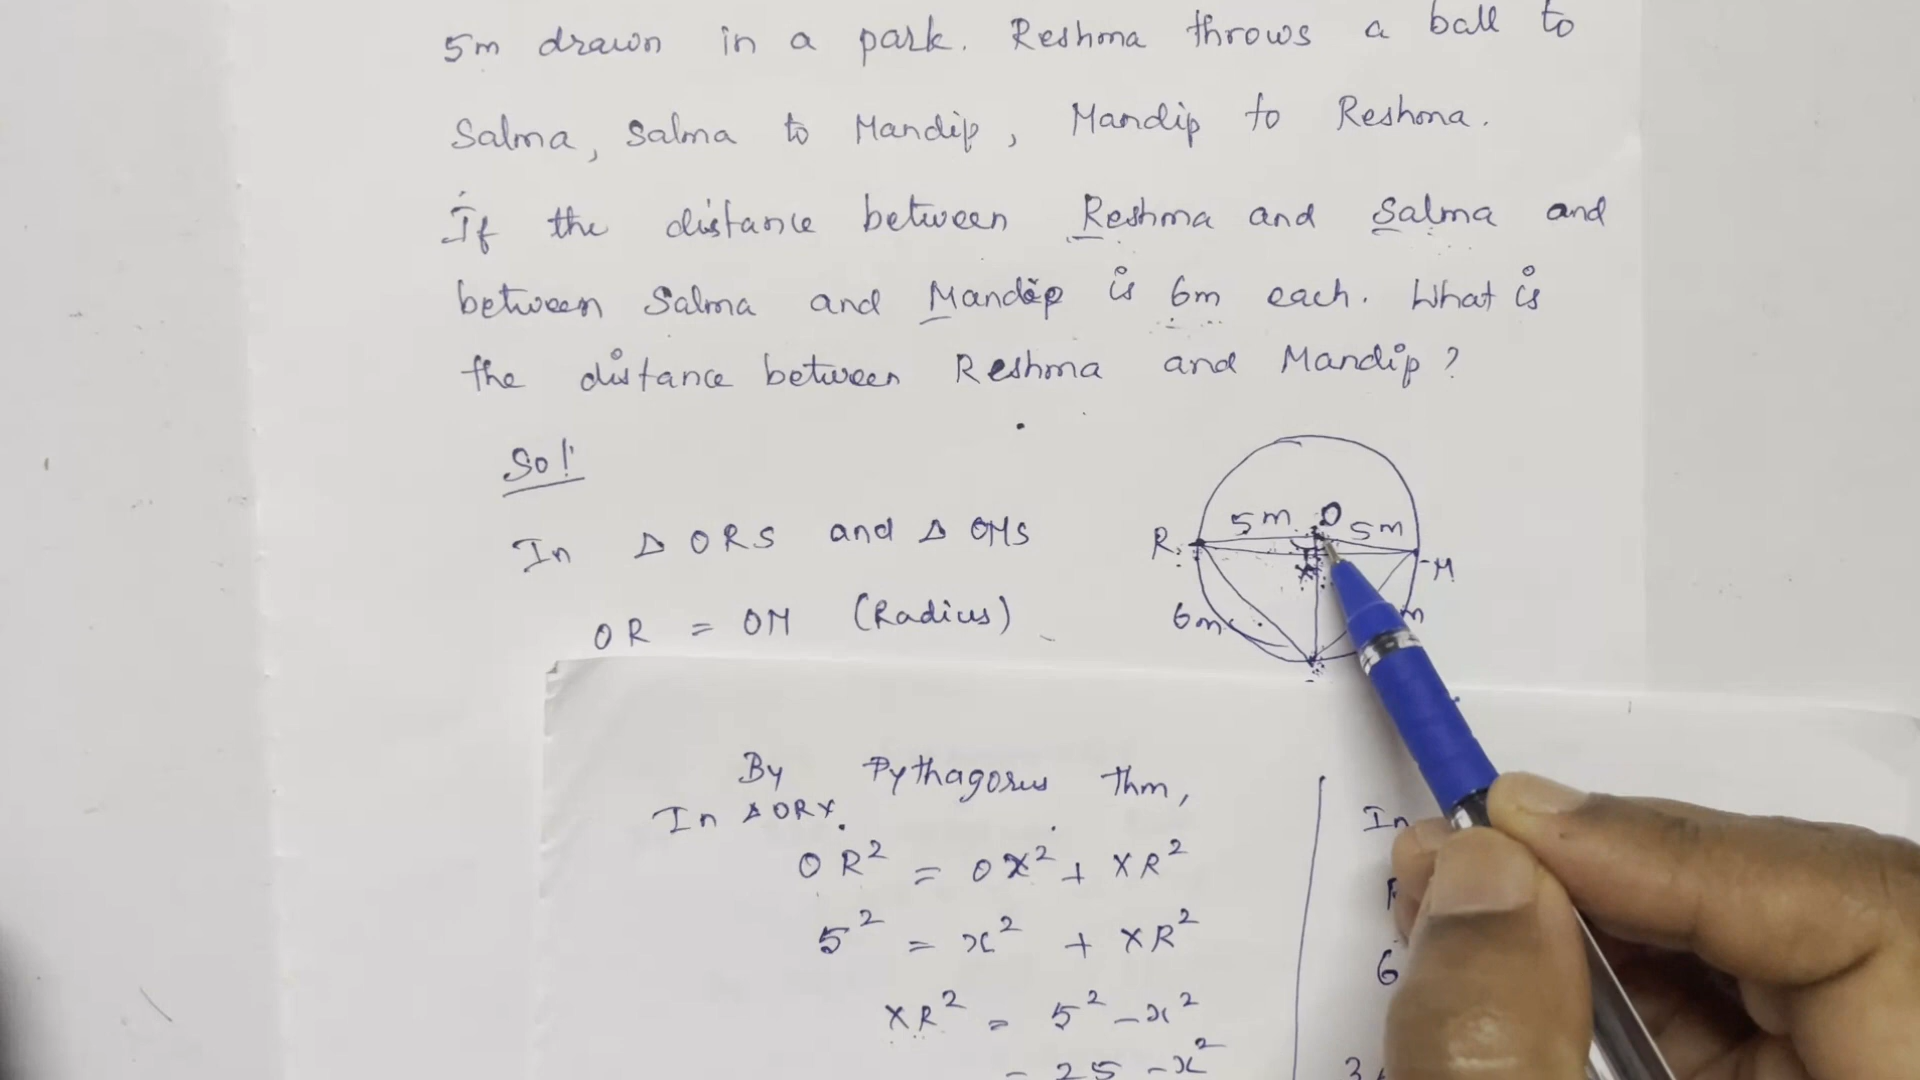 5m drawn in a park. Reshma throws a ball to
Salma, Salma to Mandip, Mandip to Reshma.
If the distance between Reshma and Salma and
between Salma and Mandip is 6m each. What is
the distance between Reshma and Mandip?
Sol:
In Δ ORS and Δ OMS
OR = OM (Radius)
O
5m 5m
R M
X
6m m
By Pythagorus Thm,
In Δ ORX
OR² = OX² + XR²
5² = x² + XR²
XR² = 5² - x²
= 25 - x²
In
6
3